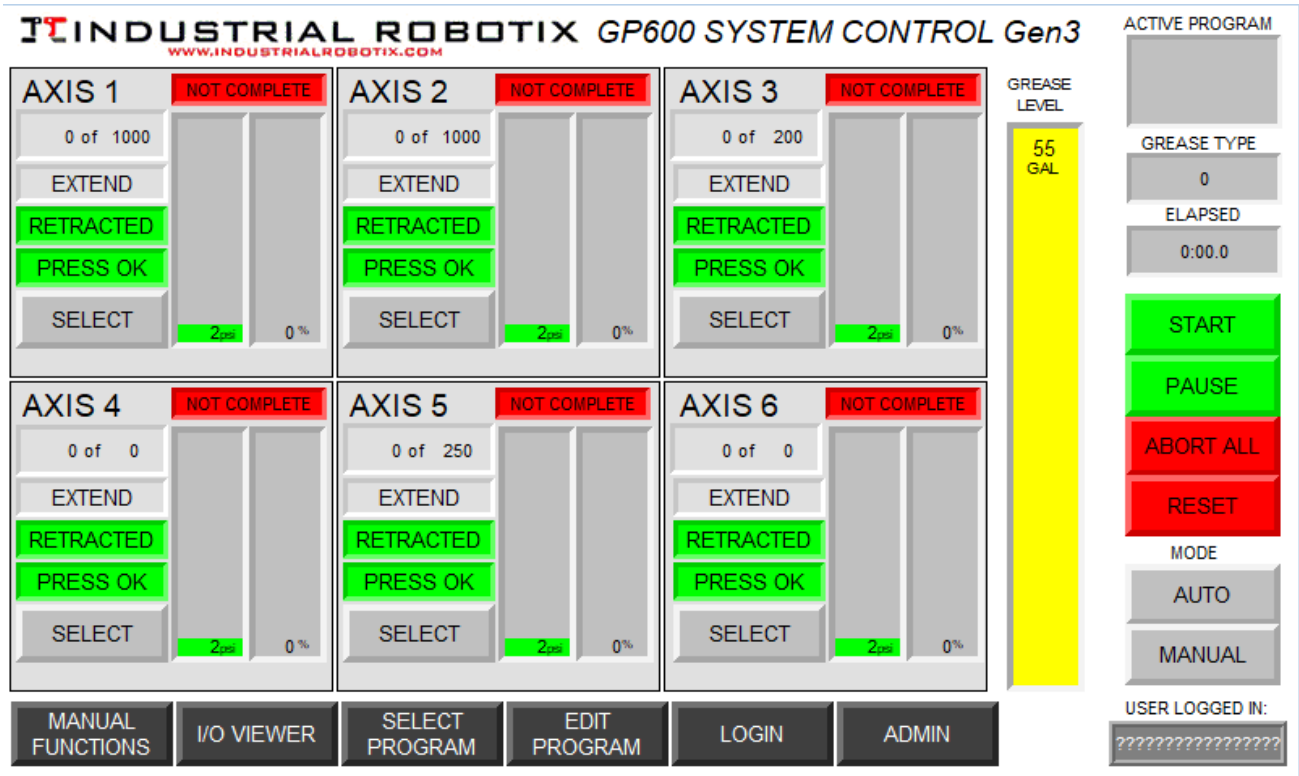 INDUSTRIAL ROBOTIX GP600 SYSTEM CONTROL Gen3
WWW.INDUSTRIALROBOTIX.COM
ACTIVE PROGRAM
AXIS 1
NOT COMPLETE
0 of 1000
EXTEND
RETRACTED
PRESS OK
SELECT
2psi
0 %
AXIS 2
NOT COMPLETE
0 of 1000
EXTEND
RETRACTED
PRESS OK
SELECT
2psi
0%
AXIS 3
NOT COMPLETE
0 of 200
EXTEND
RETRACTED
PRESS OK
SELECT
2psi
0%
AXIS 4
NOT COMPLETE
0 of 0
EXTEND
RETRACTED
PRESS OK
SELECT
2psi
0 %
AXIS 5
NOT COMPLETE
0 of 250
EXTEND
RETRACTED
PRESS OK
SELECT
2psi
0%
AXIS 6
NOT COMPLETE
0 of 0
EXTEND
RETRACTED
PRESS OK
SELECT
2psi
0%
GREASE
LEVEL
55
GAL
GREASE TYPE
0
ELAPSED
0:00.0
START
PAUSE
ABORT ALL
RESET
MODE
AUTO
MANUAL
USER LOGGED IN:
?????????????????
MANUAL
FUNCTIONS
I/O VIEWER
SELECT
PROGRAM
EDIT
PROGRAM
LOGIN
ADMIN